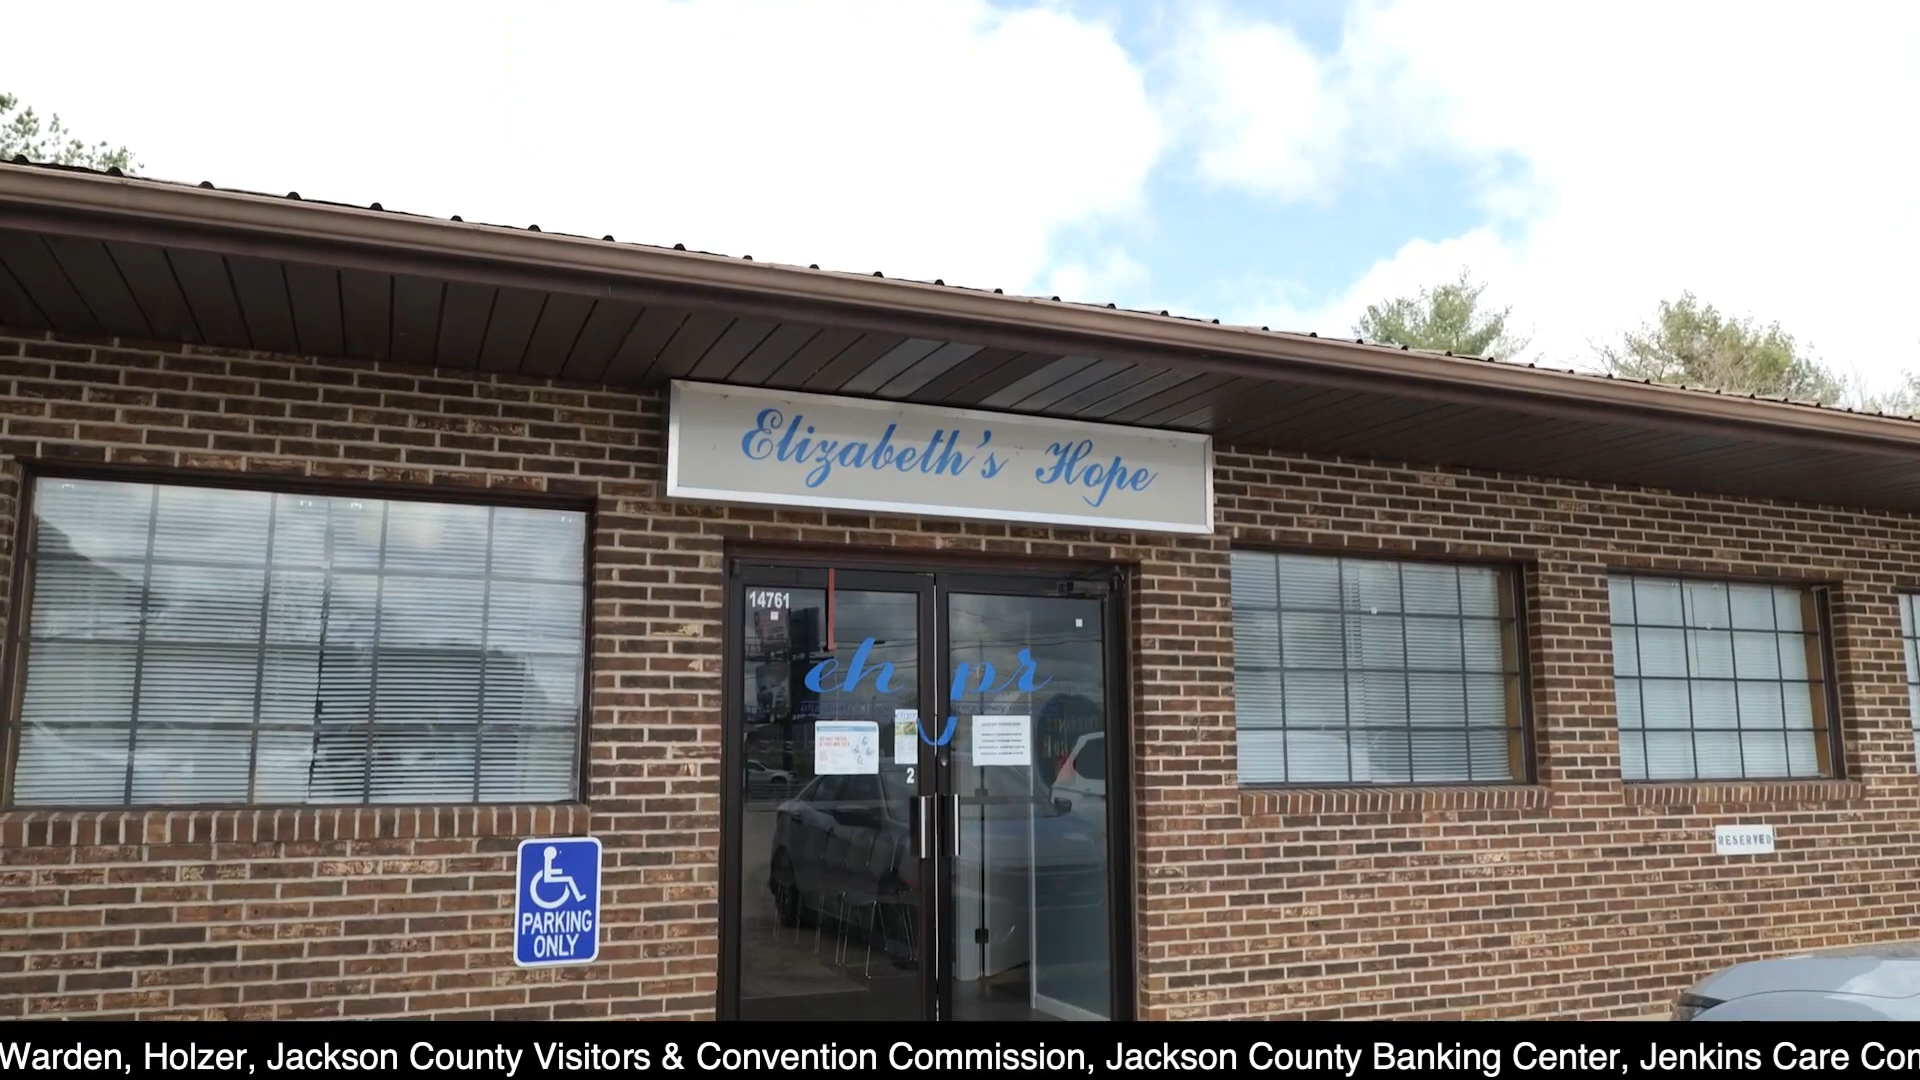 Elizabeth's Hope
14761
eh pr
2
PARKING
ONLY
RESERVED
Warden, Holzer, Jackson County Visitors & Convention Commission, Jackson County Banking Center, Jenkins Care Con